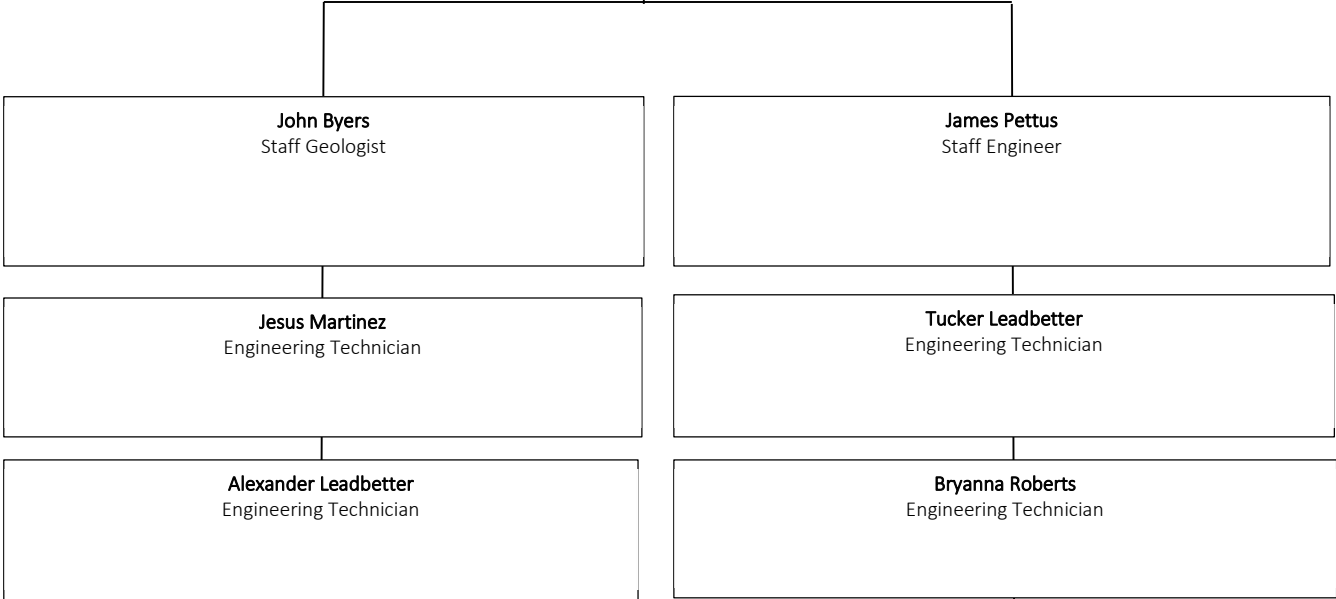 John Byers
Staff Geologist
James Pettus
Staff Engineer
Jesus Martinez
Engineering Technician
Tucker Leadbetter
Engineering Technician
Alexander Leadbetter
Engineering Technician
Bryanna Roberts
Engineering Technician